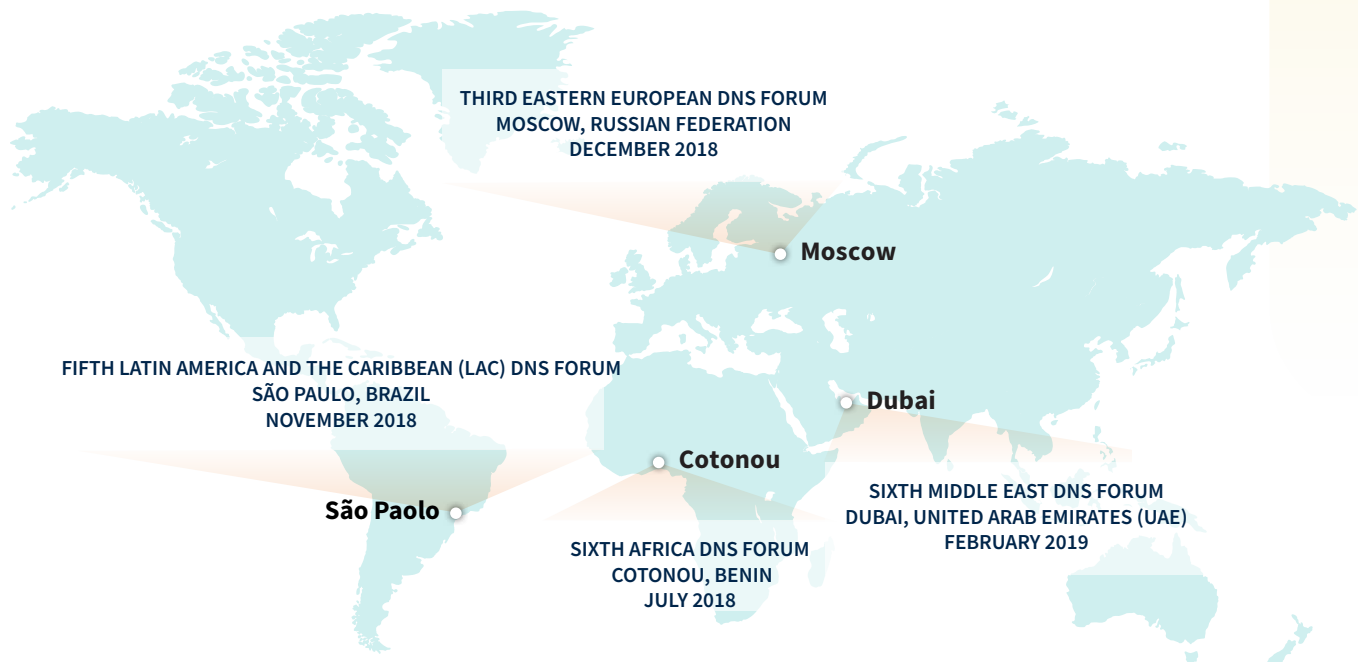 THIRD EASTERN EUROPEAN DNS FORUM
MOSCOW, RUSSIAN FEDERATION
DECEMBER 2018
Moscow
FIFTH LATIN AMERICA AND THE CARIBBEAN (LAC) DNS FORUM
SÃO PAULO, BRAZIL
NOVEMBER 2018
Dubai
Cotonou
São Paolo
SIXTH MIDDLE EAST DNS FORUM
DUBAI, UNITED ARAB EMIRATES (UAE)
FEBRUARY 2019
SIXTH AFRICA DNS FORUM
COTONOU, BENIN
JULY 2018